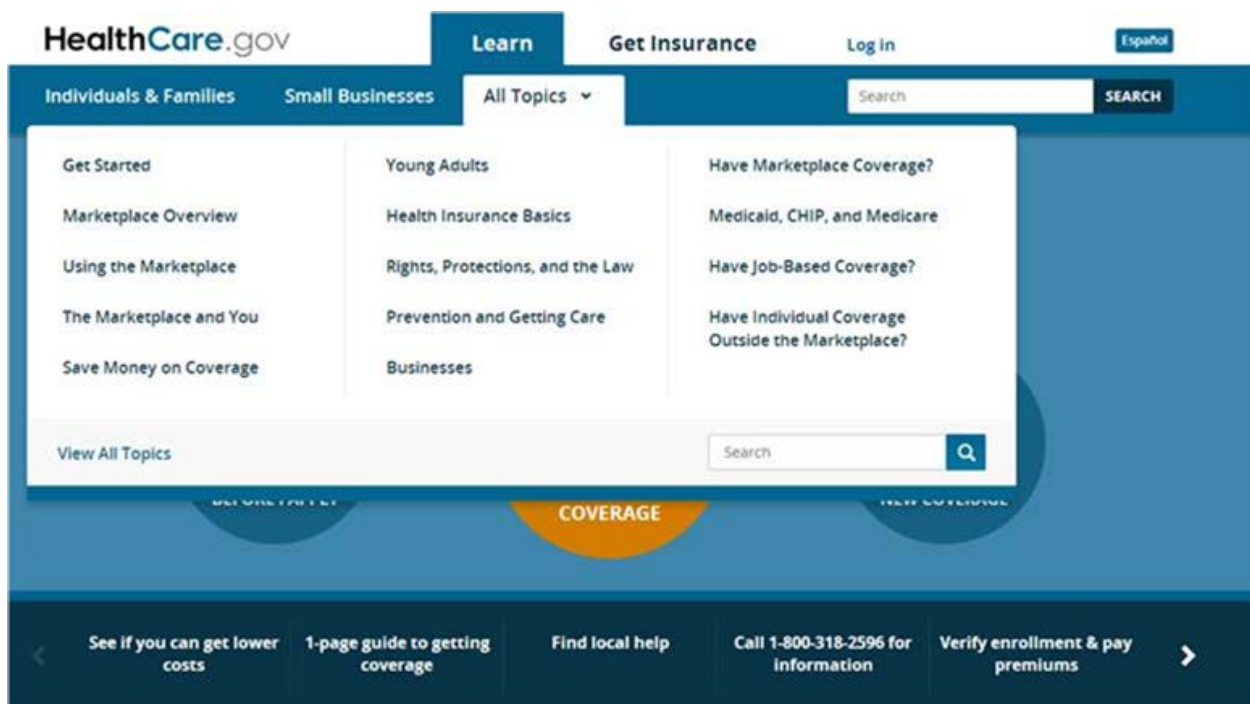 HealthCare.gov
Learn
Get Insurance
Log in
Español
Individuals & Families
Small Businesses
All Topics
Search
SEARCH
Get Started
Marketplace Overview
Using the Marketplace
The Marketplace and You
Save Money on Coverage
Young Adults
Health Insurance Basics
Rights, Protections, and the Law
Prevention and Getting Care
Businesses
Have Marketplace Coverage?
Medicaid, CHIP, and Medicare
Have Job-Based Coverage?
Have Individual Coverage
Outside the Marketplace?
View All Topics
Search
BEFORE I APPLY
COVERAGE
NEW COVERAGE
See if you can get lower
costs
1-page guide to getting
coverage
Find local help
Call 1-800-318-2596 for
information
Verify enrollment & pay
premiums